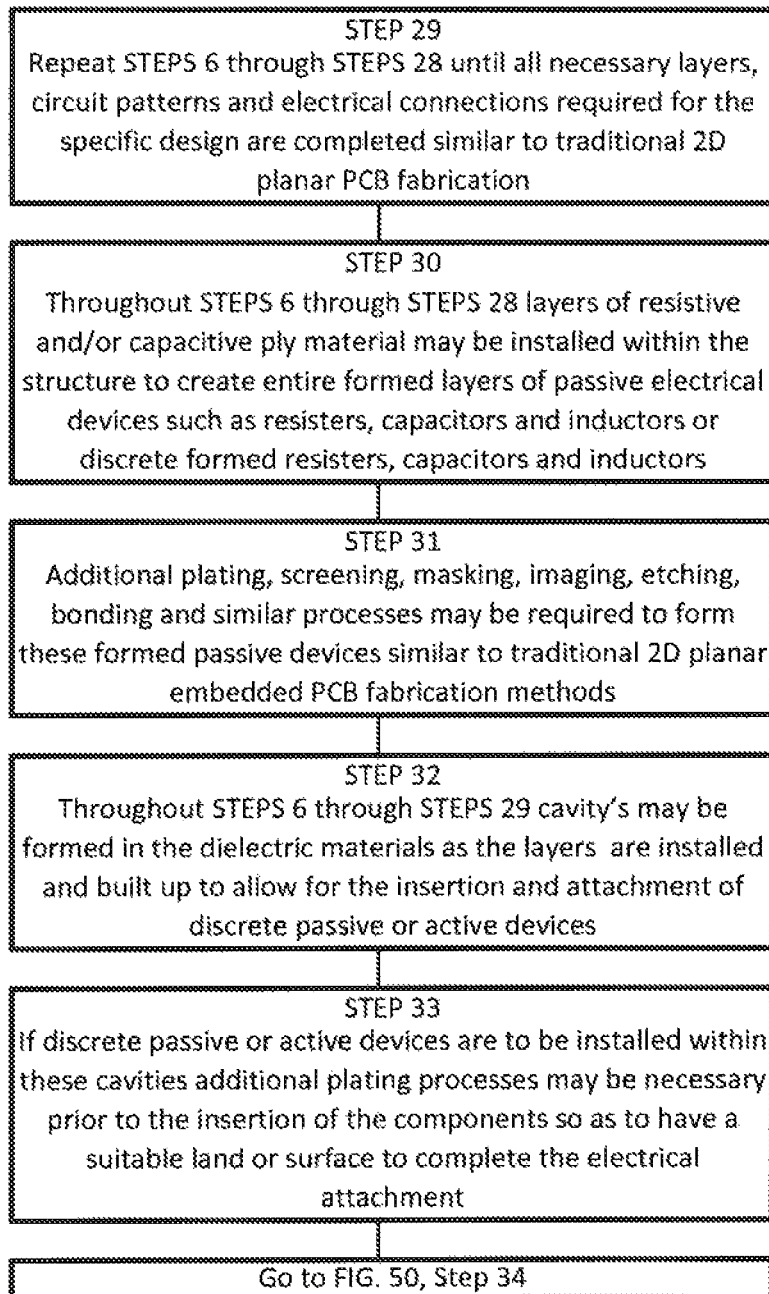 STEP 29
Repeat STEPS 6 through STEPS 28 until all necessary layers,
circuit patterns and electrical connections required for the
specific design are completed similar to traditional 2D
planar PCB fabrication
STEP 30
Throughout STEPS 6 through STEPS 28 layers of resistive
and/or capacitive ply material may be installed within the
structure to create entire formed layers of passive electrical
devices such as resisters, capacitors and inductors or
discrete formed resisters, capacitors and inductors
STEP 31
Additional plating, screening, masking, imaging, etching,
bonding and similar processes may be required to form
these formed passive devices similar to traditional 2D planar
embedded PCB fabrication methods
STEP 32
Throughout STEPS 6 through STEPS 29 cavity's may be
formed in the dielectric materials as the layers are installed
and built up to allow for the insertion and attachment of
discrete passive or active devices
STEP 33
If discrete passive or active devices are to be installed within
these cavities additional plating processes may be necessary
prior to the insertion of the components so as to have a
suitable land or surface to complete the electrical
attachment
Go to FIG. 50, Step 34